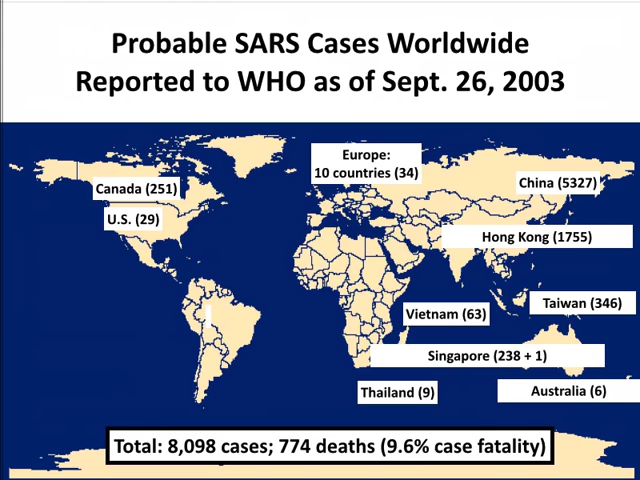 Probable SARS Cases Worldwide
Reported to WHO as of Sept. 26, 2003
Europe:
10 countries (34)
Canada (251)
China (5327)
U.S. (29)
Hong Kong (1755)
Taiwan (346)
Vietnam (63)
Singapore (238 + 1)
Thailand (9)
Australia (6)
Total: 8,098 cases; 774 deaths (9.6% case fatality)